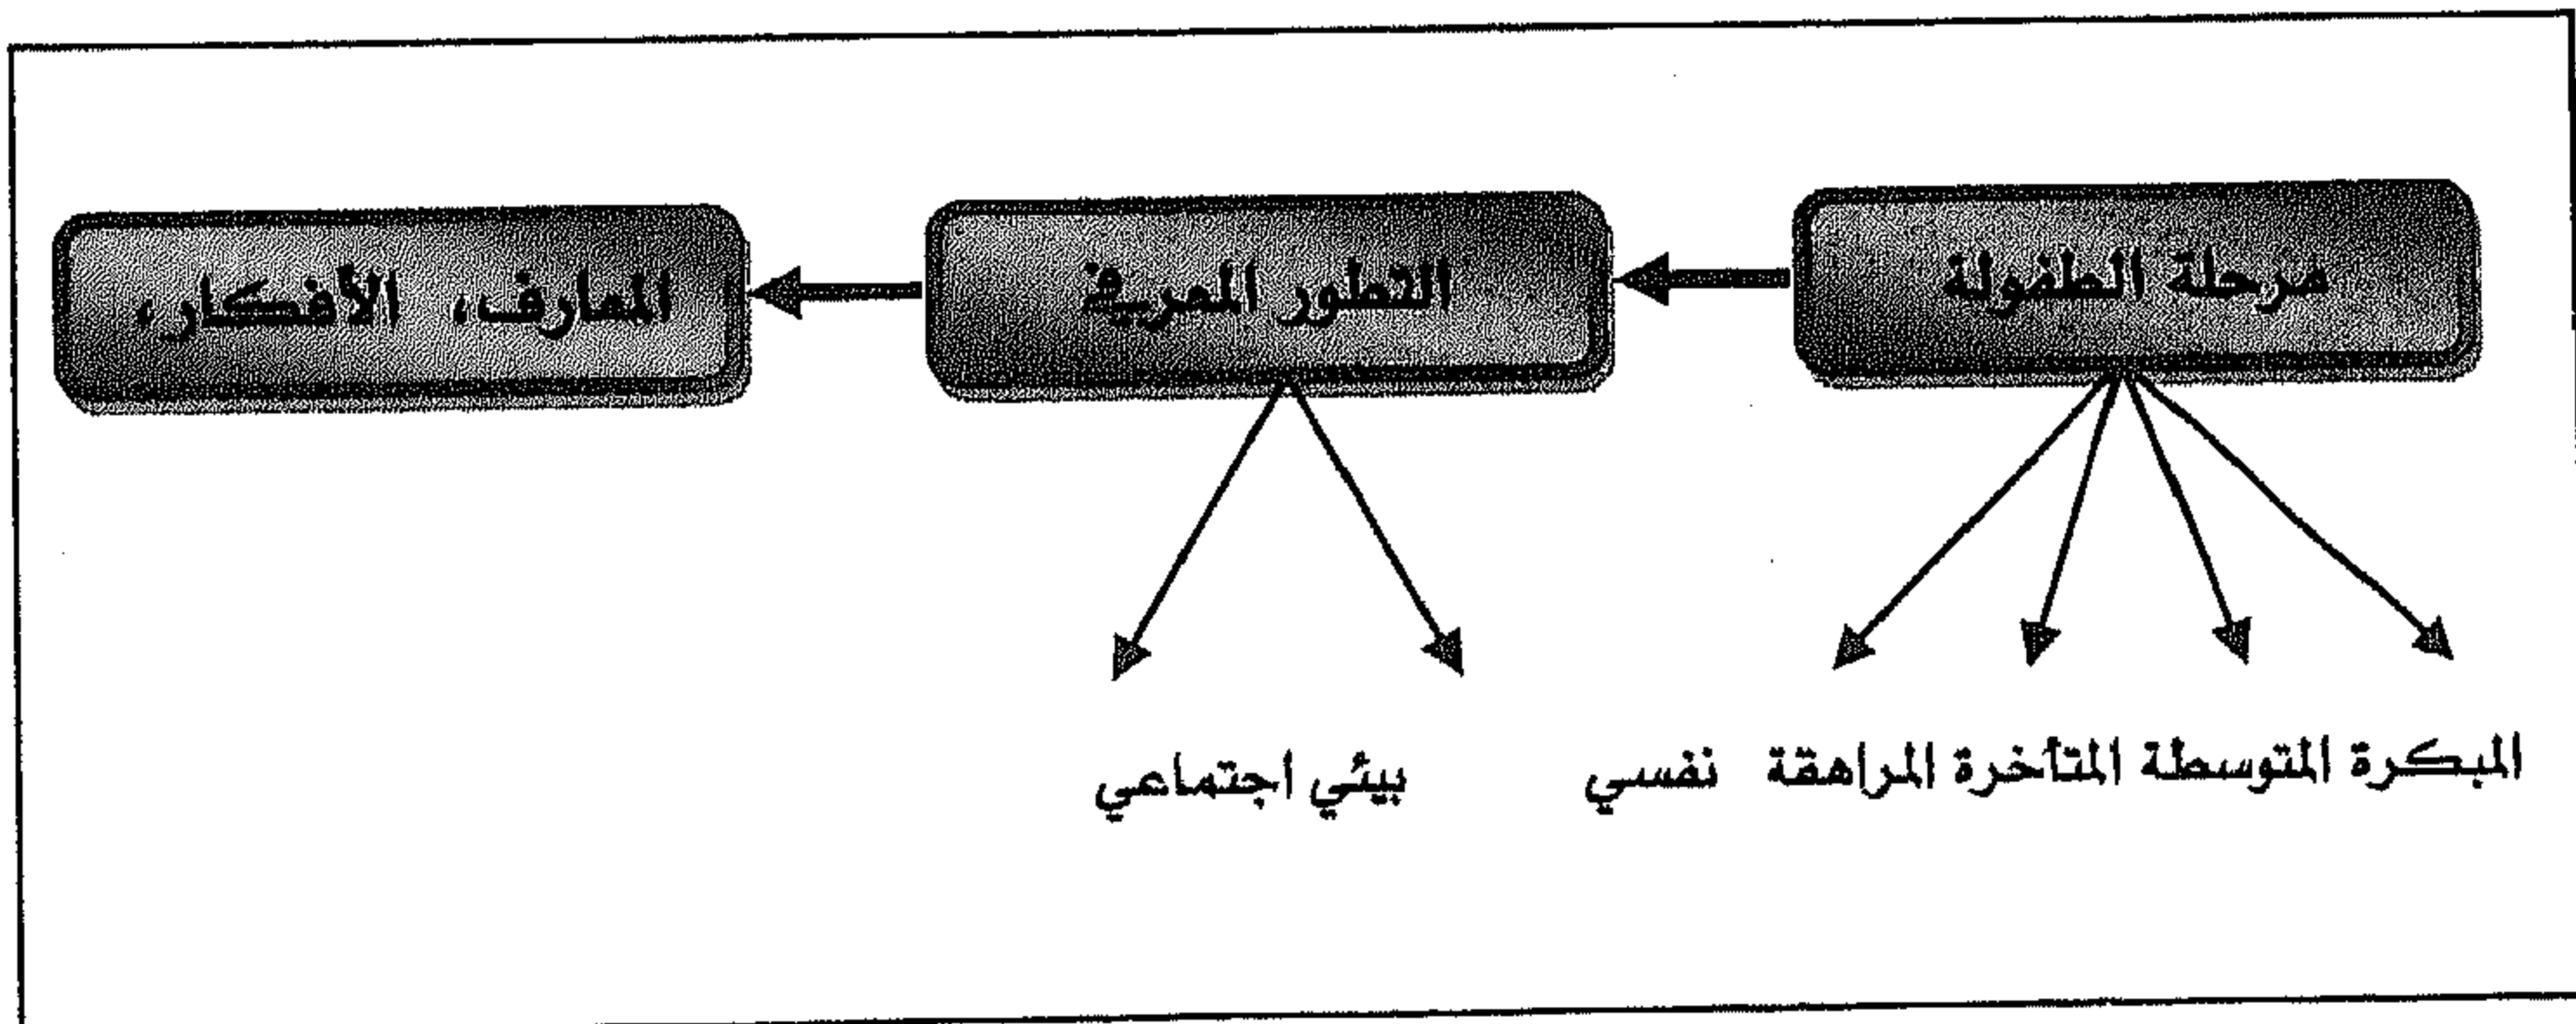 مرحلة الطفولة
التطور المعرفي
المعارف، الأفكار،
المبكرة المتوسطة المتأخرة المراهقة نفسي
بيئي اجتماعي